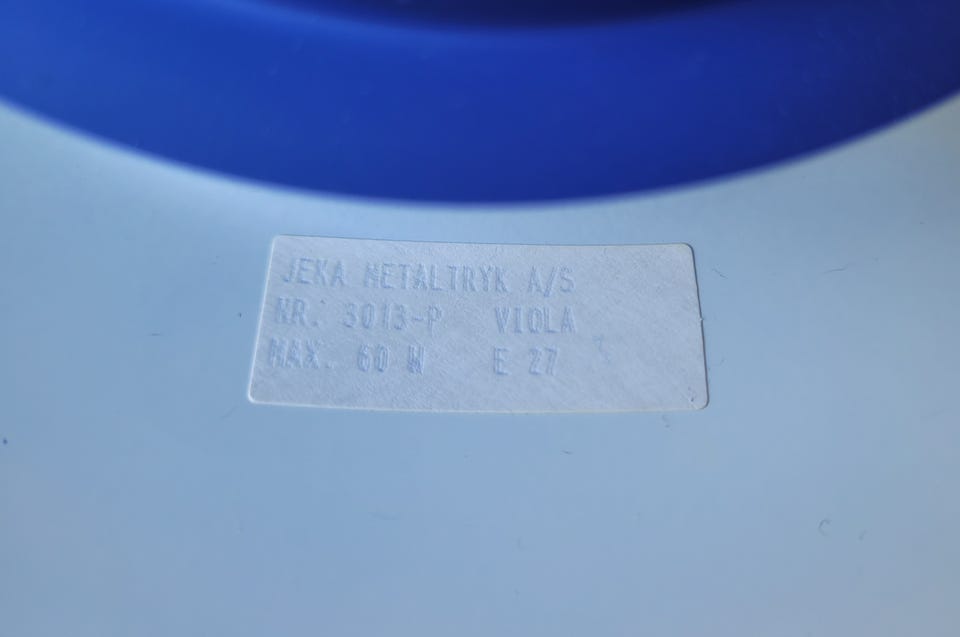 JEKA METALTRYK A/S
NR. 3013-P VIOLA
MAX. 60 W E 27